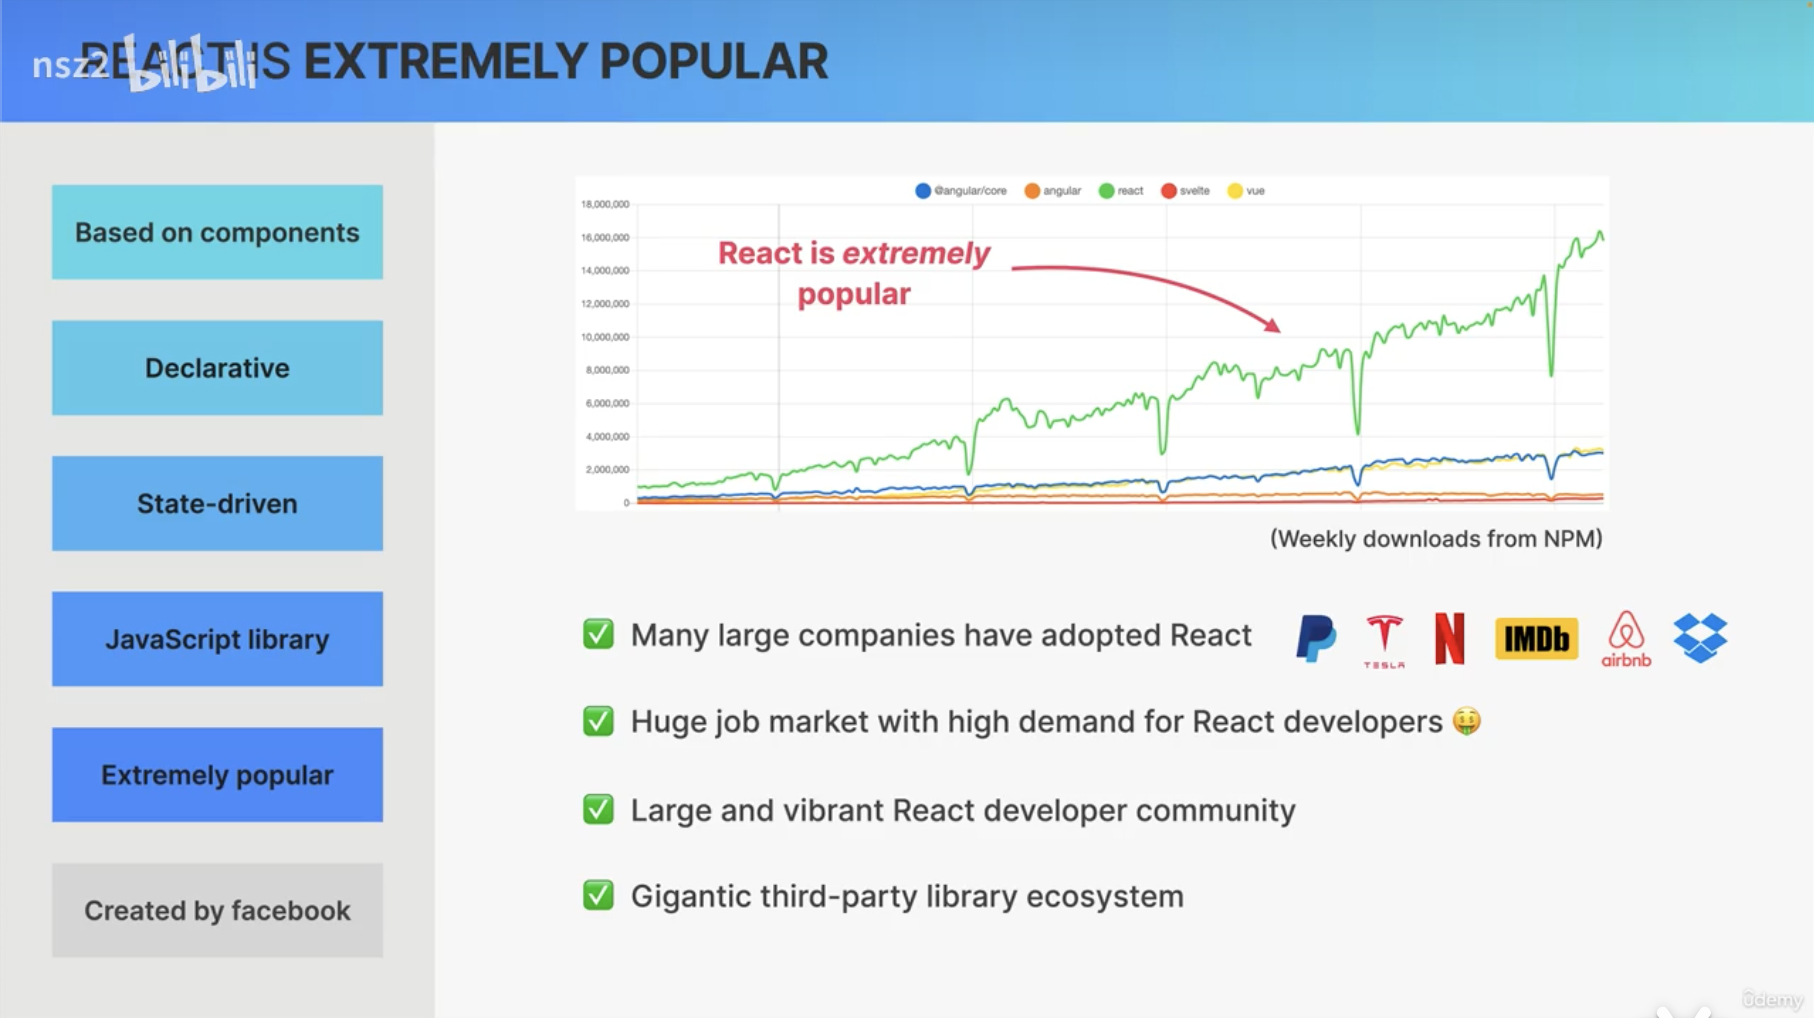 REACT IS EXTREMELY POPULAR
nsz2 bilibili
Based on components
Declarative
State-driven
JavaScript library
Extremely popular
Created by facebook
@angular/core angular react svelte vue
18,000,000
16,000,000
14,000,000
12,000,000
10,000,000
8,000,000
6,000,000
4,000,000
2,000,000
0
React is extremely
popular
(Weekly downloads from NPM)
✅ Many large companies have adopted React
TESLA
N
IMDb
airbnb
✅ Huge job market with high demand for React developers 🤑
✅ Large and vibrant React developer community
✅ Gigantic third-party library ecosystem
ûdemy